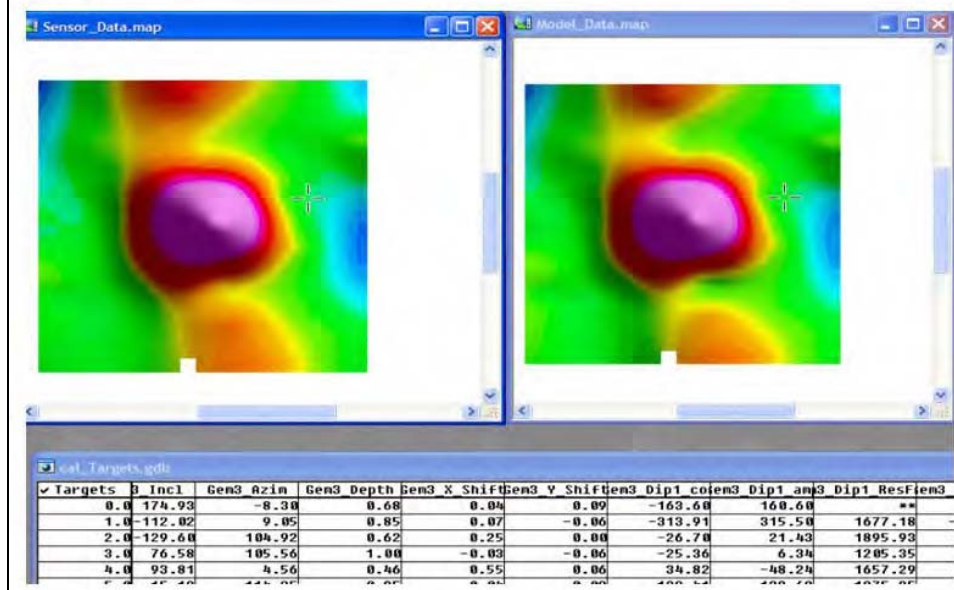 Sensor_Data.map
Model_Data.map
cal_Targets.gdb
Targets 3_Incl Gem3_Azim Gem3_Depth Gem3_X_Shift Gem3_Y_Shift em3_Dip1_co em3_Dip1_am 3_Dip1_ResF em3_
0.0 174.93 -8.30 0.68 0.04 0.09 -163.60 160.60 **
1.0 -112.02 9.05 0.85 0.07 -0.06 -313.91 315.50 1677.18 -
2.0 -129.60 104.92 0.62 0.25 0.00 -26.70 21.43 1895.93
3.0 76.58 105.56 1.00 -0.03 -0.06 -25.36 6.34 1205.35
4.0 93.81 4.56 0.46 0.55 0.06 34.82 -48.24 1657.29